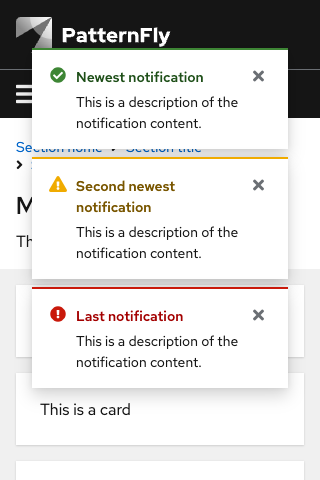 PatternFly
Newest notification
This is a description of the
notification content.
Section home
Section title
Second newest
notification
This is a description of the
notification content.
Last notification
This is a description of the
notification content.
This is a card